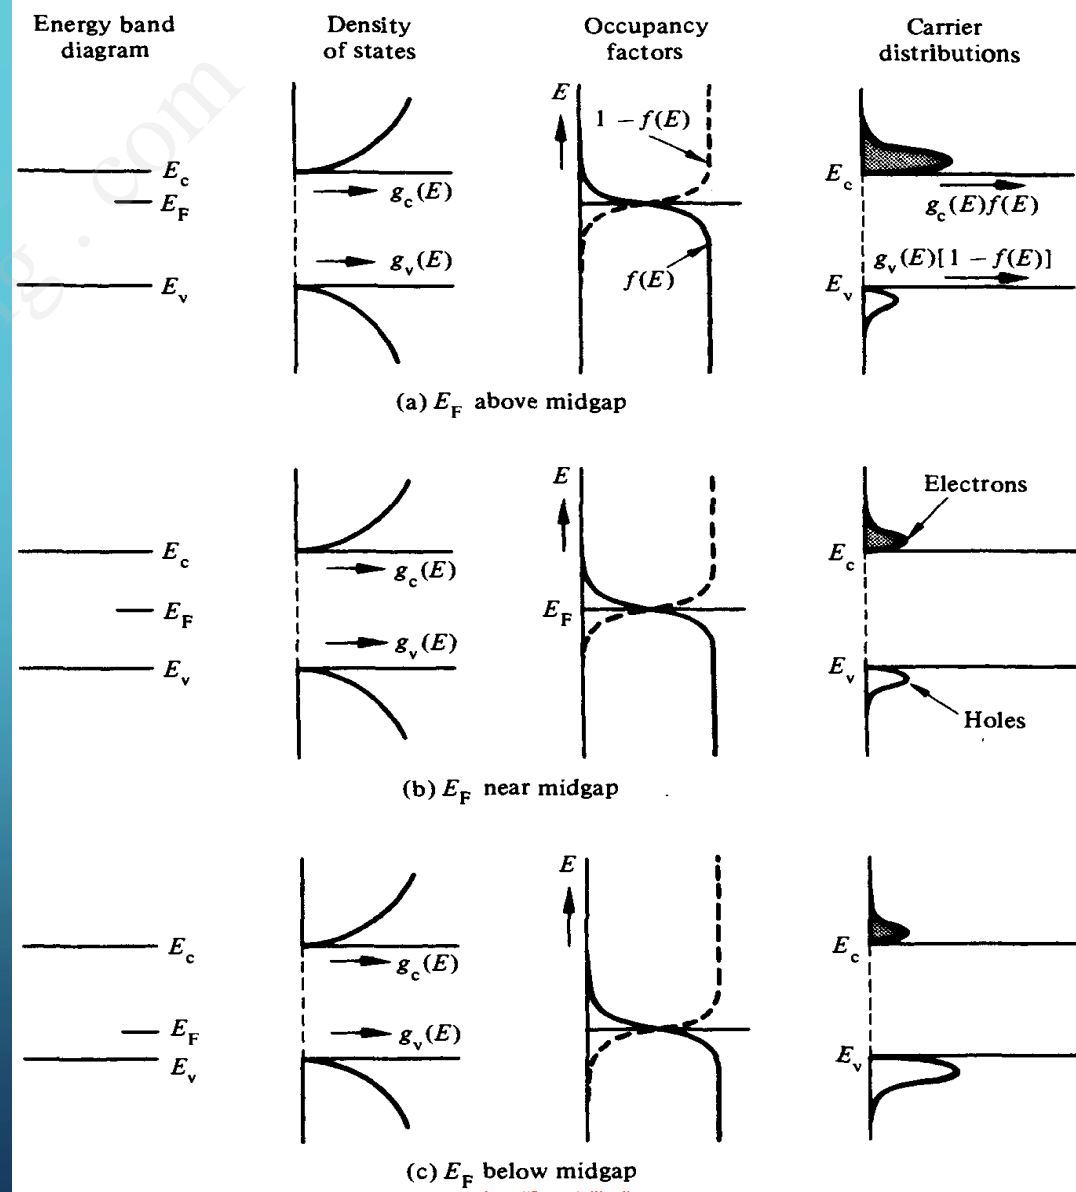 Energy band
diagram
Density
of states
Occupancy
factors
Carrier
distributions
E_c
E_F
E_v
g_c(E)
g_v(E)
E
1 − f(E)
f(E)
E_c
g_c(E)f(E)
g_v(E)[1 − f(E)]
E_v
(a) E_F above midgap
E_c
E_F
E_v
g_c(E)
g_v(E)
E
E_F
Electrons
E_c
E_v
Holes
(b) E_F near midgap
E_c
E_F
E_v
g_c(E)
g_v(E)
E
E_c
E_v
(c) E_F below midgap
g . com